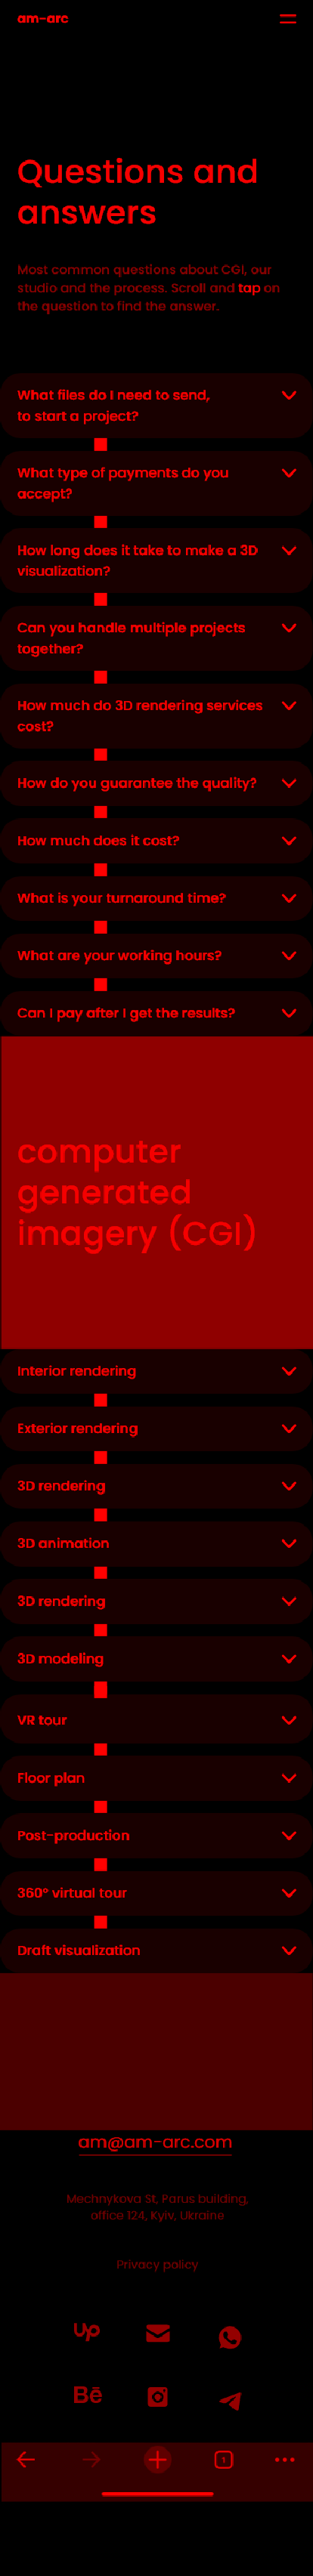 am-arc
Questions and
answers
Most common questions about CGI, our
studio and the process. Scroll and tap on
the question to find the answer.
What files do I need to send,
to start a project?
What type of payments do you
accept?
How long does it take to make a 3D
visualization?
Can you handle multiple projects
together?
How much do 3D rendering services
cost?
How do you guarantee the quality?
How much does it cost?
What is your turnaround time?
What are your working hours?
Can I pay after I get the results?
computer
generated
imagery (CGI)
Interior rendering
Exterior rendering
3D rendering
3D animation
3D rendering
3D modeling
VR tour
Floor plan
Post-production
360° virtual tour
Draft visualization
am@am-arc.com
Mechnykova St, Parus building,
office 124, Kyiv, Ukraine
Privacy policy
Up
Bē
1